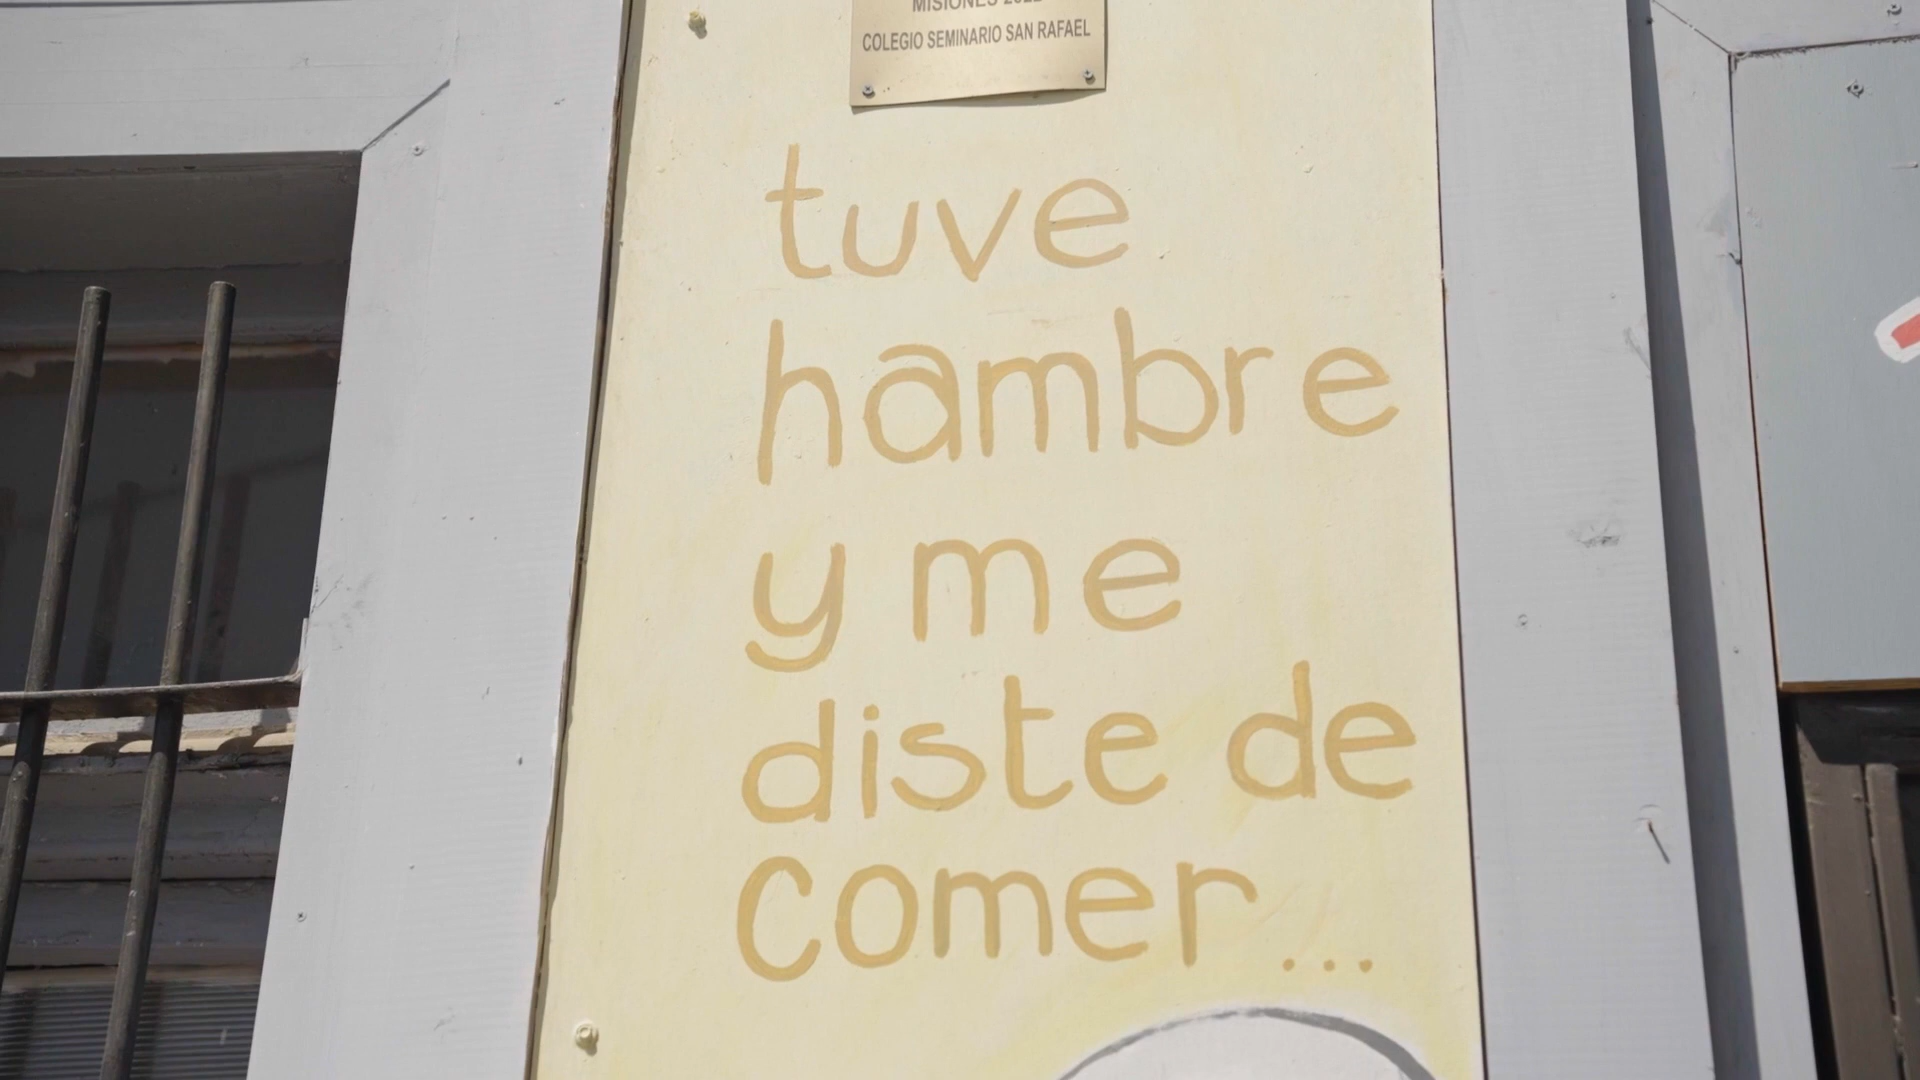 COLEGIO SEMINARIO SAN RAFAEL
tuve
hambre
y me
diste de
comer...